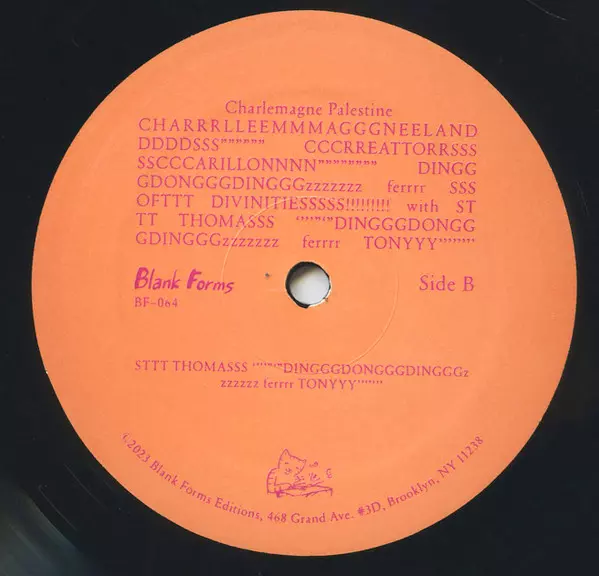 Charlemagne Palestine
CHARRRLLEEMMMAGGGNEELAND
DDDDSSS”””””” CCCRREATTORRSSS
SSCCCARILLONNNN”””””””” DINGG
GDONGGGDINGGGzzzzzzz ferrrr SSS
OFTTT DIVINITIESSSSS!!!!!!!!! with ST
TT THOMASSS ‘”’”’”DINGGGDONGG
GDINGGGzzzzzzz ferrrr TONYYY”’”’”’”’
Blank Forms
BF-064
Side B
STTT THOMASSS ‘”’”’”DINGGGDONGGGDINGGGz
zzzzzz ferrrr TONYYY”’”’”’
©2023 Blank Forms Editions, 468 Grand Ave. #3D, Brooklyn, NY 11238